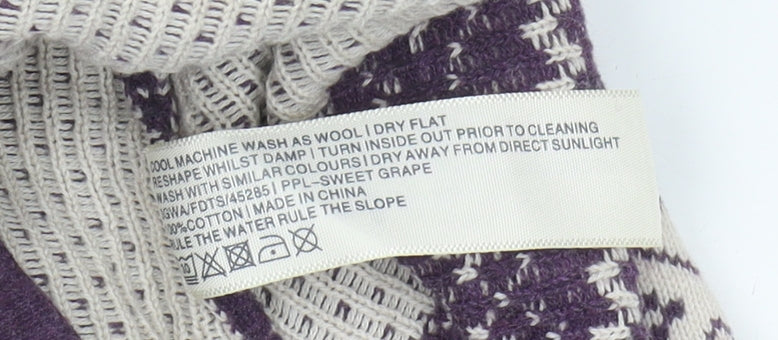 COOL MACHINE WASH AS WOOL | DRY FLAT
RESHAPE WHILST DAMP | TURN INSIDE OUT PRIOR TO CLEANING
WASH WITH SIMILAR COLOURS | DRY AWAY FROM DIRECT SUNLIGHT
GWA/FDTS/45285 | PPL-SWEET GRAPE
100%COTTON | MADE IN CHINA
RULE THE WATER RULE THE SLOPE